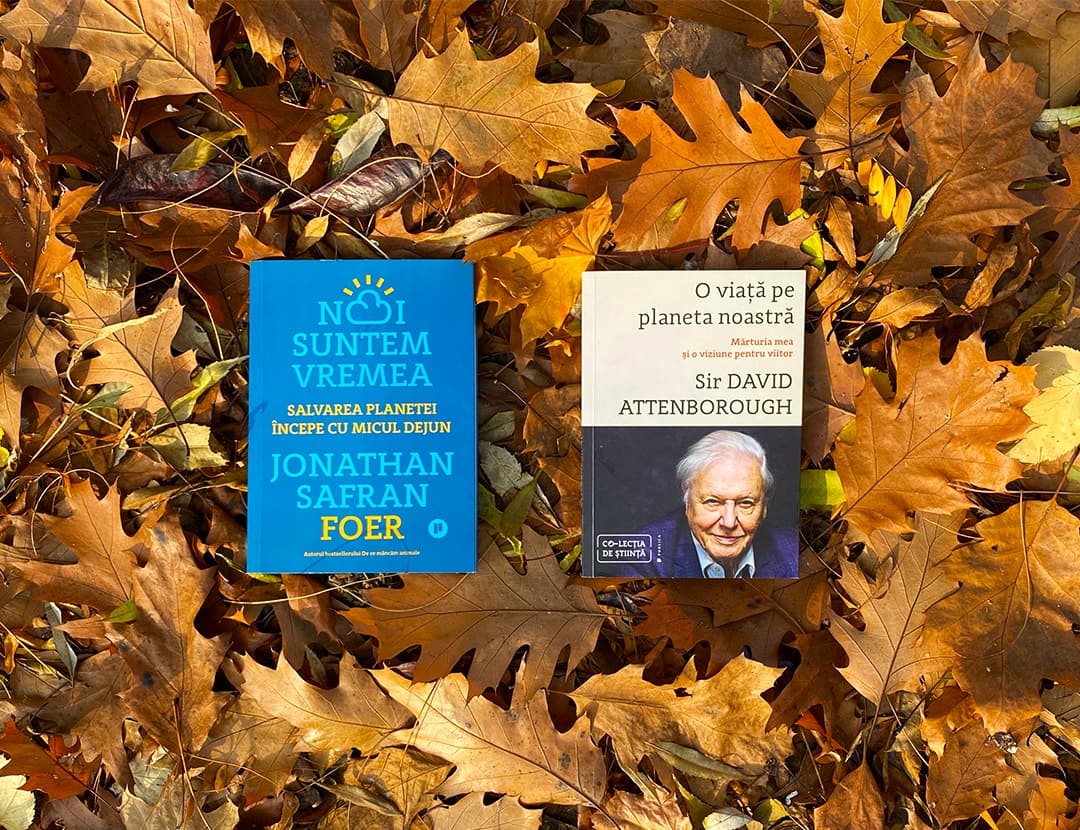 NOI
SUNTEM
VREMEA
SALVAREA PLANETEI
ÎNCEPE CU MICUL DEJUN
JONATHAN
SAFRAN
FOER
Autorul bestsellerului De ce mâncăm animale
O viață pe
planeta noastră
Mărturia mea
și o viziune pentru viitor
Sir DAVID
ATTENBOROUGH
CO-LECȚIA
DE ȘTIINȚĂ